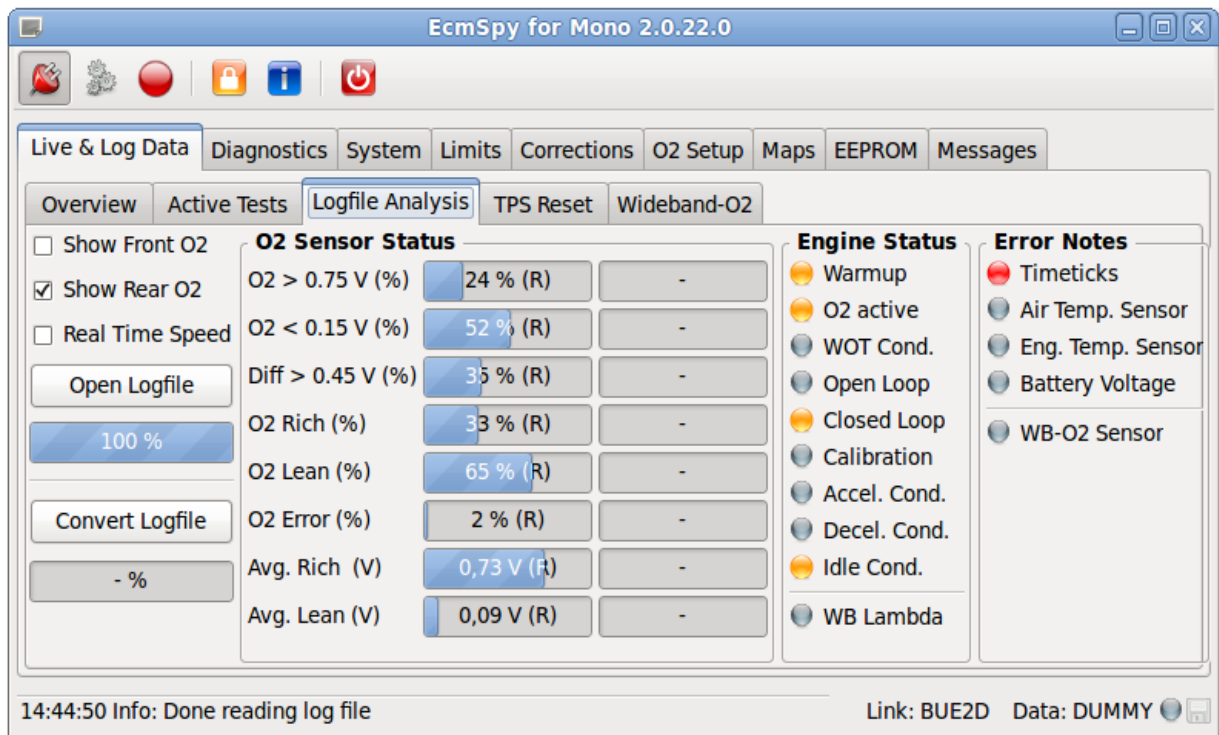 EcmSpy for Mono 2.0.22.0
Live & Log Data Diagnostics System Limits Corrections O2 Setup Maps EEPROM Messages
Overview Active Tests Logfile Analysis TPS Reset Wideband-O2
Show Front O2
Show Rear O2
Real Time Speed
Open Logfile
100 %
Convert Logfile
- %
O2 Sensor Status
O2 > 0.75 V (%) 24 % (R) -
O2 < 0.15 V (%) 52 % (R) -
Diff > 0.45 V (%) 35 % (R) -
O2 Rich (%) 33 % (R) -
O2 Lean (%) 65 % (R) -
O2 Error (%) 2 % (R) -
Avg. Rich (V) 0,73 V (R) -
Avg. Lean (V) 0,09 V (R) -
Engine Status
Warmup
O2 active
WOT Cond.
Open Loop
Closed Loop
Calibration
Accel. Cond.
Decel. Cond.
Idle Cond.
WB Lambda
Error Notes
Timeticks
Air Temp. Sensor
Eng. Temp. Sensor
Battery Voltage
WB-O2 Sensor
14:44:50 Info: Done reading log file Link: BUE2D Data: DUMMY